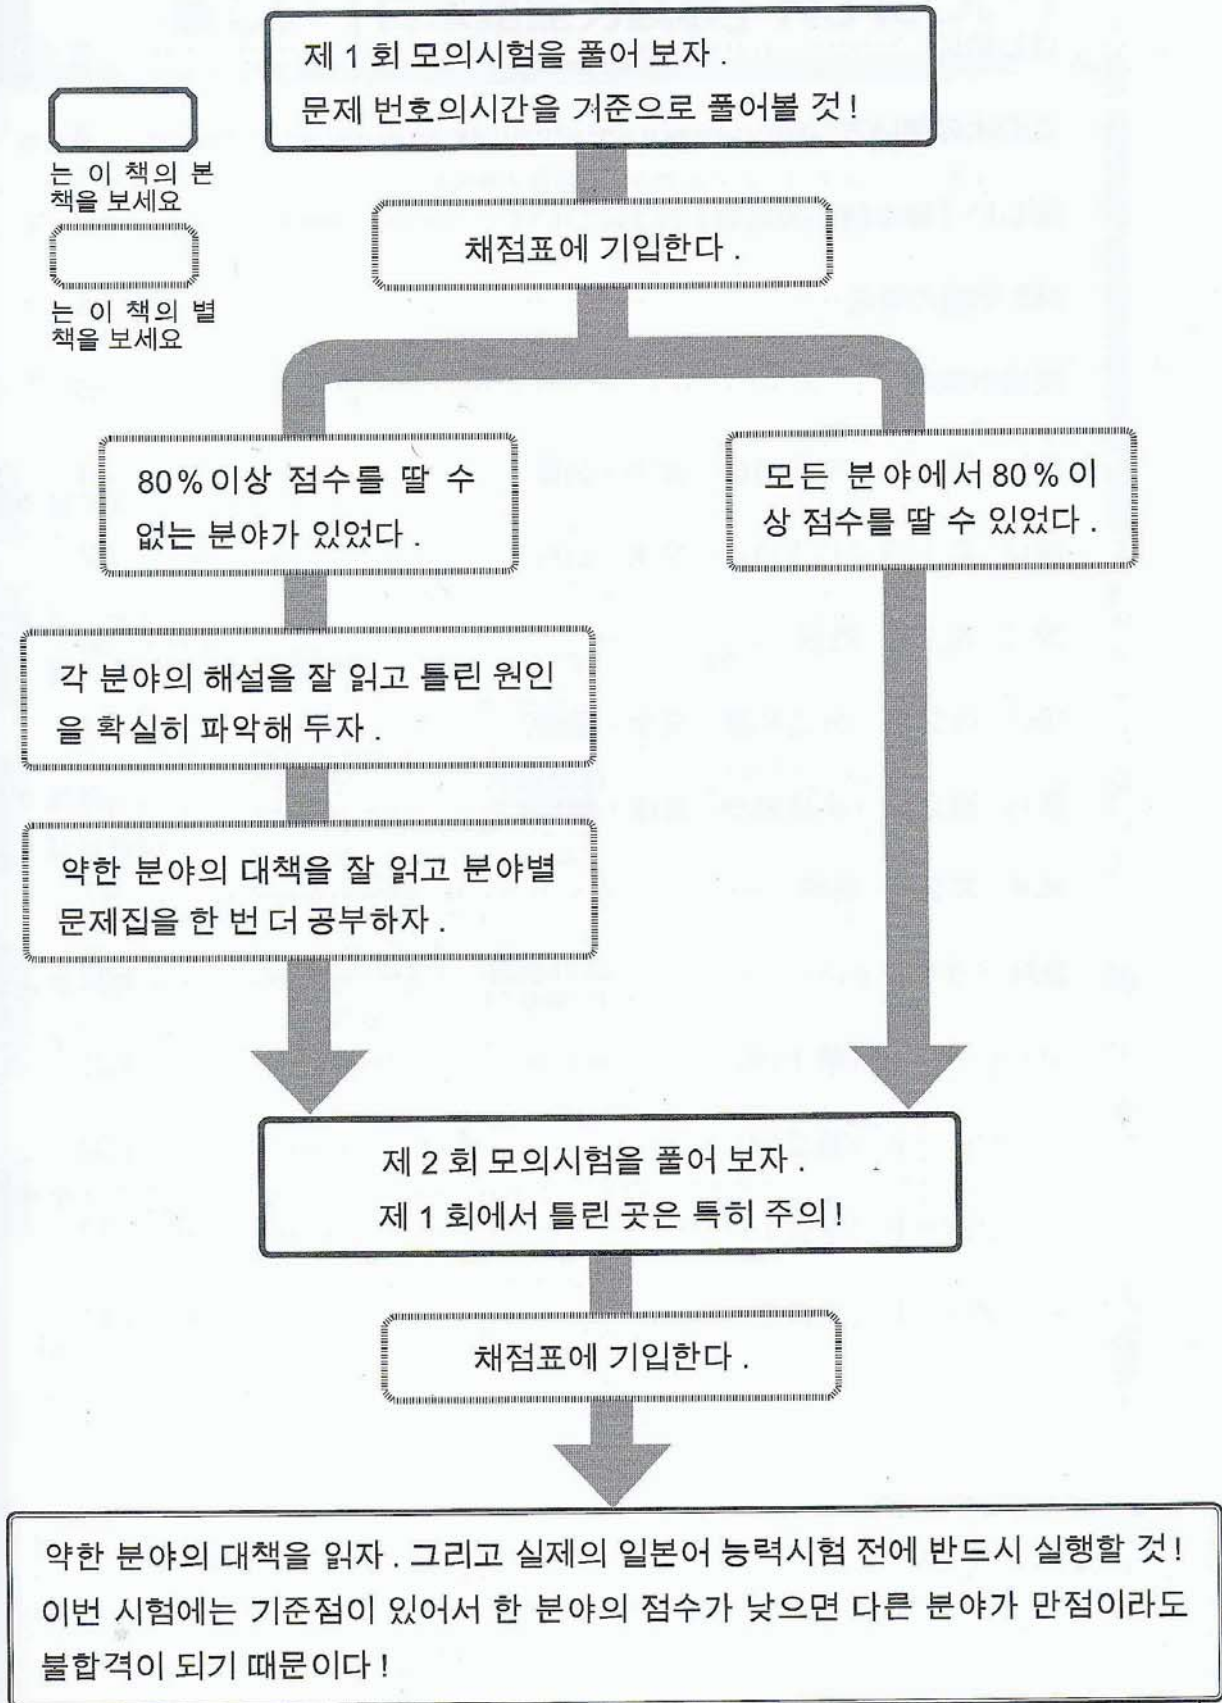 제 1 회 모의시험을 풀어 보자 .
문제 번호의시간을 기준으로 풀어볼 것 !
는 이 책의 본
책을 보세요
는 이 책의 별
책을 보세요
채점표에 기입한다 .
80% 이상 점수를 딸 수
없는 분야가 있었다 .
모든 분야에서 80% 이
상 점수를 딸 수 있었다 .
각 분야의 해설을 잘 읽고 틀린 원인
을 확실히 파악해 두자 .
약한 분야의 대책을 잘 읽고 분야별
문제집을 한 번 더 공부하자 .
제 2 회 모의시험을 풀어 보자 .
제 1 회에서 틀린 곳은 특히 주의 !
채점표에 기입한다 .
약한 분야의 대책을 읽자 . 그리고 실제의 일본어 능력시험 전에 반드시 실행할 것 !
이번 시험에는 기준점이 있어서 한 분야의 점수가 낮으면 다른 분야가 만점이라도
불합격이 되기 때문이다 !